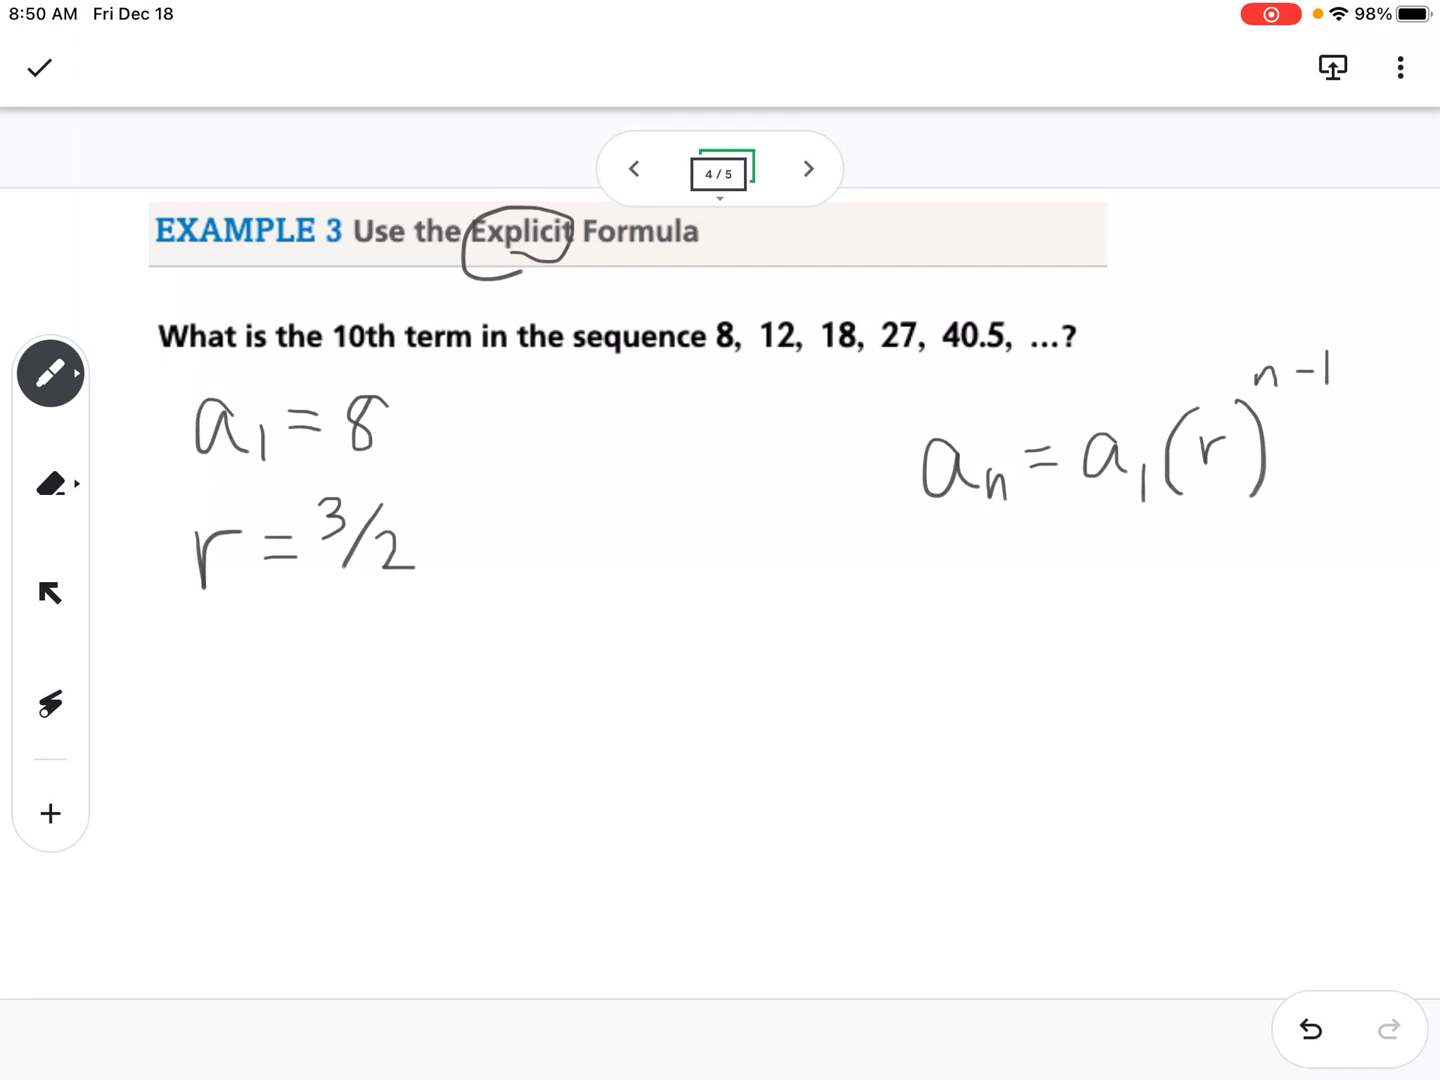 8:50 AM Fri Dec 18
98%
4 / 5
EXAMPLE 3 Use the Explicit Formula
What is the 10th term in the sequence 8, 12, 18, 27, 40.5, ...?
a₁ = 8
aₙ = a₁(r)ⁿ⁻¹
r = 3/2